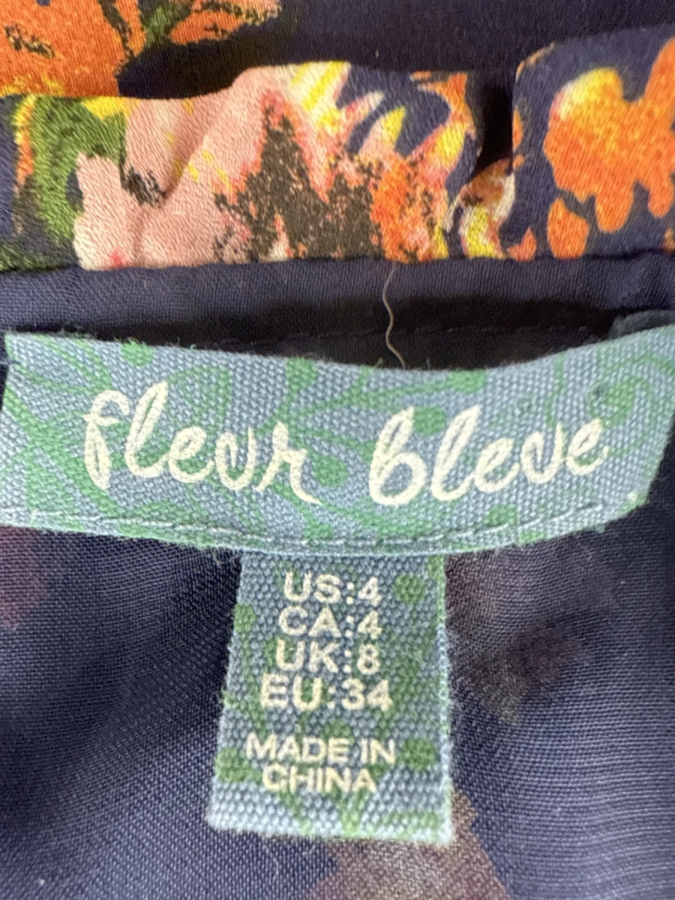 fleur bleue
US:4
CA:4
UK:8
EU:34
MADE IN
CHINA